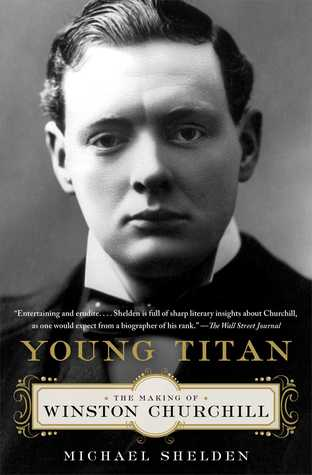 “Entertaining and erudite. . . . Shelden is full of sharp literary insights about Churchill,
as one would expect from a biographer of his rank.” —The Wall Street Journal
YOUNG TITAN
THE MAKING OF
WINSTON CHURCHILL
MICHAEL SHELDEN